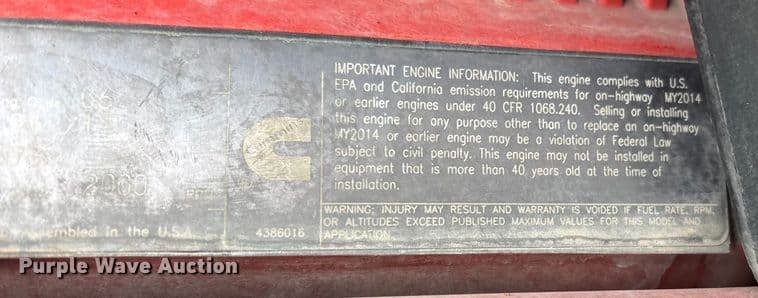 IMPORTANT ENGINE INFORMATION: This engine complies with U.S.
EPA and California emission requirements for on-highway MY2014
or earlier engines under 40 CFR 1068.240. Selling or installing
this engine for any purpose other than to replace an on-highway
MY2014 or earlier engine may be a violation of Federal Law
subject to civil penalty. This engine may not be installed in
equipment that is more than 40 years old at the time of
installation.
WARNING: INJURY MAY RESULT AND WARRANTY IS VOIDED IF FUEL RATE, RPM,
OR ALTITUDES EXCEED PUBLISHED MAXIMUM VALUES FOR THIS MODEL AND
APPLICATION.
2000
in the U.S.A.
4386016
Purple Wave Auction